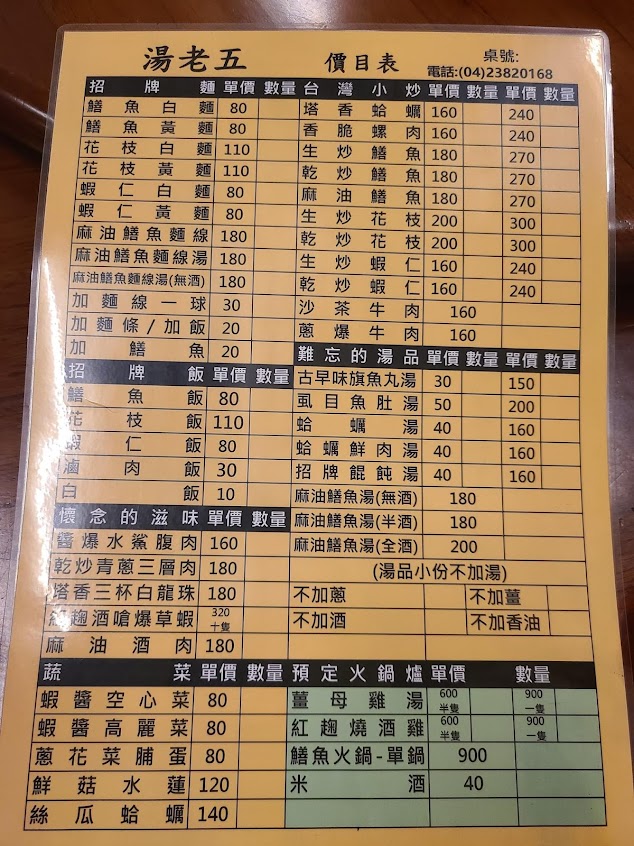 湯老五 價目表 桌號:
電話:(04)23820168
招牌麵 單價 數量
鱔魚白麵 80
鱔魚黃麵 80
花枝白麵 110
花枝黃麵 110
蝦仁白麵 80
蝦仁黃麵 80
麻油鱔魚麵線 180
麻油鱔魚麵線湯 180
麻油鱔魚麵線湯(無酒) 180
加麵線一球 30
加麵條/加飯 20
加鱔魚 20
招牌飯 單價 數量
鱔魚飯 80
花枝飯 110
蝦仁飯 80
滷肉飯 30
白飯 10
懷念的滋味 單價 數量
醬爆水鯊腹肉 160
乾炒青蔥三層肉 180
塔香三杯白龍珠 180
紅麴酒嗆爆草蝦 320 十隻
麻油酒肉 180
蔬菜 單價 數量
蝦醬空心菜 80
蝦醬高麗菜 80
蔥花菜脯蛋 80
鮮菇水蓮 120
絲瓜蛤蠣 140
台灣小炒 單價 數量 單價 數量
塔香蛤蠣 160 240
香脆螺肉 160 240
生炒鱔魚 180 270
乾炒鱔魚 180 270
麻油鱔魚 180 270
生炒花枝 200 300
乾炒花枝 200 300
生炒蝦仁 160 240
乾炒蝦仁 160 240
沙茶牛肉 160
蔥爆牛肉 160
難忘的湯品 單價 數量 單價 數量
古早味旗魚丸湯 30 150
虱目魚肚湯 50 200
蛤蠣湯 40 160
蛤蠣鮮肉湯 40 160
招牌餛飩湯 40 160
麻油鱔魚湯(無酒) 180
麻油鱔魚湯(半酒) 180
麻油鱔魚湯(全酒) 200
(湯品小份不加湯)
不加蔥 不加薑
不加酒 不加香油
預定火鍋爐 單價 數量
薑母雞湯 600 半隻 900 一隻
紅麴燒酒雞 600 半隻 900 一隻
鱔魚火鍋-單鍋 900
米酒 40